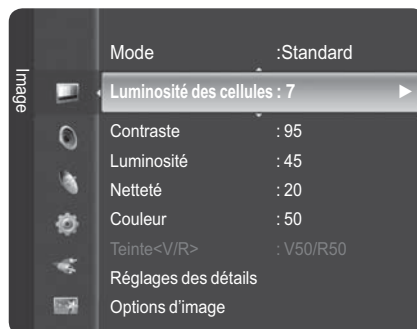 Image
Mode :Standard
Luminosité des cellules : 7
Contraste : 95
Luminosité : 45
Netteté : 20
Couleur : 50
Teinte<V/R> : V50/R50
Réglages des détails
Options d'image